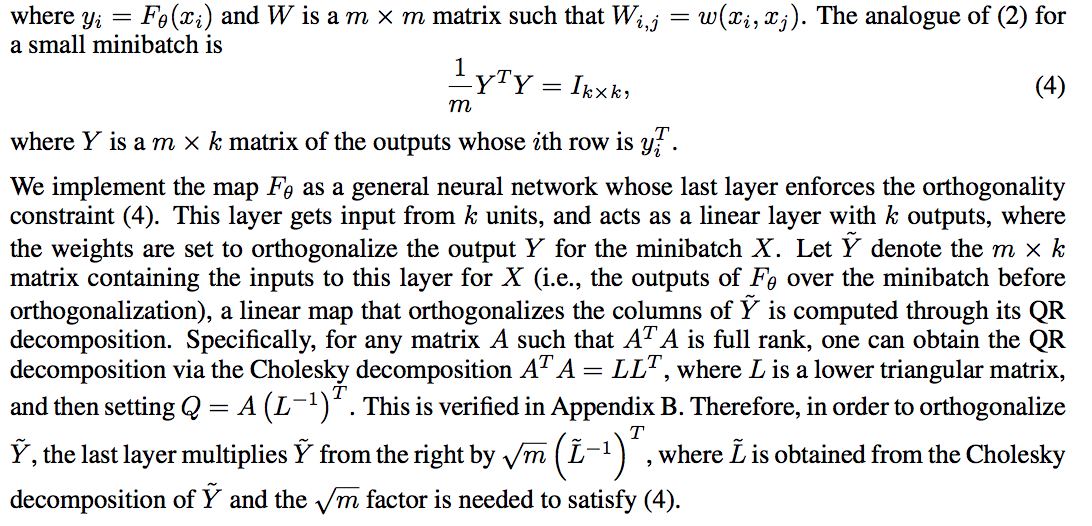 where $y_i = F_\theta(x_i)$ and $W$ is a $m \times m$ matrix such that $W_{i,j} = w(x_i, x_j)$. The analogue of (2) for
a small minibatch is
$$\frac{1}{m} Y^T Y = I_{k \times k}, \quad (4)$$
where $Y$ is a $m \times k$ matrix of the outputs whose $i$th row is $y_i^T$.
We implement the map $F_\theta$ as a general neural network whose last layer enforces the orthogonality
constraint (4). This layer gets input from $k$ units, and acts as a linear layer with $k$ outputs, where
the weights are set to orthogonalize the output $Y$ for the minibatch $X$. Let $\tilde{Y}$ denote the $m \times k$
matrix containing the inputs to this layer for $X$ (i.e., the outputs of $F_\theta$ over the minibatch before
orthogonalization), a linear map that orthogonalizes the columns of $\tilde{Y}$ is computed through its QR
decomposition. Specifically, for any matrix $A$ such that $A^T A$ is full rank, one can obtain the QR
decomposition via the Cholesky decomposition $A^T A = LL^T$, where $L$ is a lower triangular matrix,
and then setting $Q = A \left(L^{-1}\right)^T$. This is verified in Appendix B. Therefore, in order to orthogonalize
$\tilde{Y}$, the last layer multiplies $\tilde{Y}$ from the right by $\sqrt{m} \left(\tilde{L}^{-1}\right)^T$, where $\tilde{L}$ is obtained from the Cholesky
decomposition of $\tilde{Y}$ and the $\sqrt{m}$ factor is needed to satisfy (4).